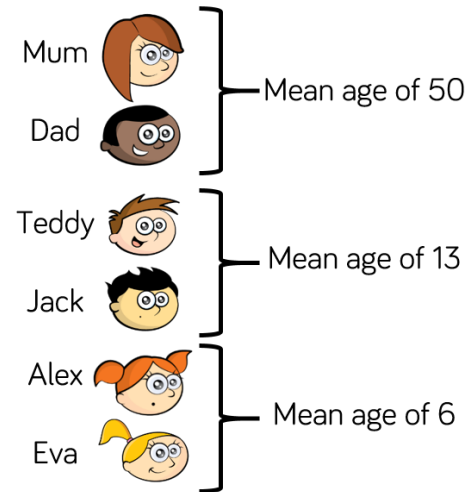 Mum
Mean age of 50
Dad
Teddy
Mean age of 13
Jack
Alex
Mean age of 6
Eva